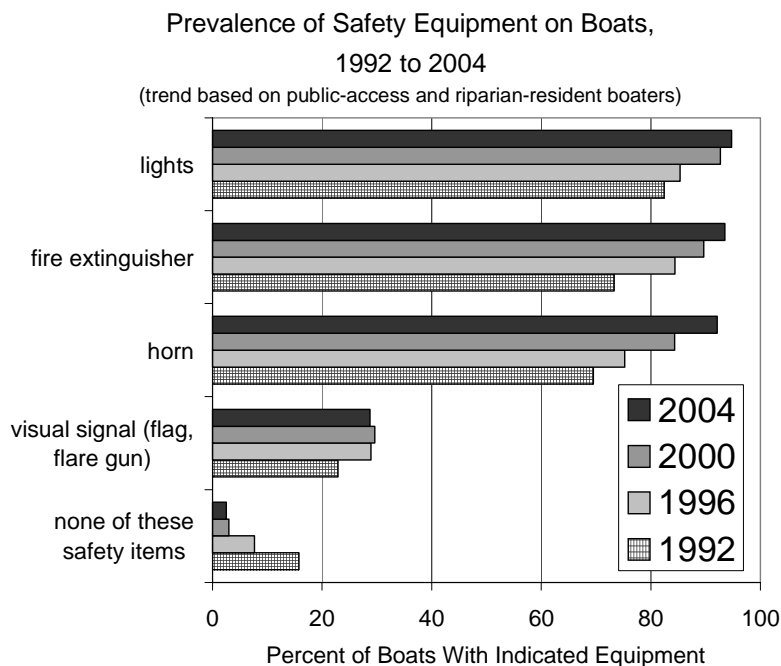 Prevalence of Safety Equipment on Boats,
1992 to 2004
(trend based on public-access and riparian-resident boaters)
lights
fire extinguisher
horn
visual signal (flag,
flare gun)
none of these
safety items
2004
2000
1996
1992
0 20 40 60 80 100
Percent of Boats With Indicated Equipment